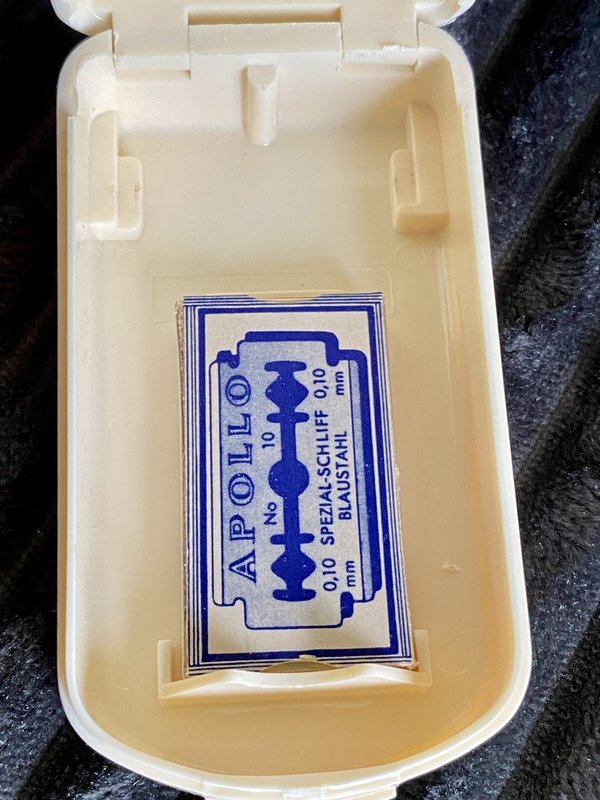 APOLLO
No 10
0,10 SPEZIAL-SCHLIFF 0,10
mm BLAUSTAHL mm